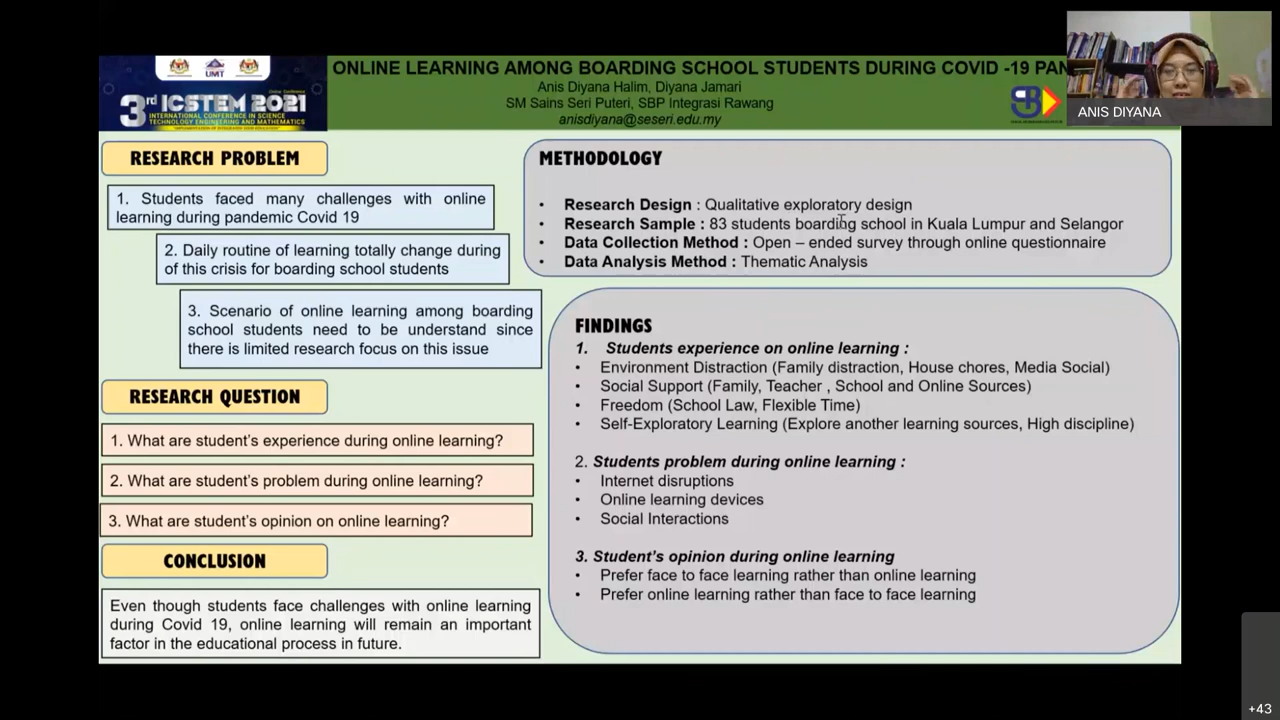 ONLINE LEARNING AMONG BOARDING SCHOOL STUDENTS DURING COVID -19 PAN
Anis Diyana Halim, Diyana Jamari
SM Sains Seri Puteri, SBP Integrasi Rawang
anisdiyana@seseri.edu.my
UMT
3rd ICSTEM 2021
INTERNATIONAL CONFERENCE IN SCIENCE
TECHNOLOGY ENGINEERING AND MATHEMATICS
ANIS DIYANA
RESEARCH PROBLEM
1. Students faced many challenges with online
learning during pandemic Covid 19
2. Daily routine of learning totally change during
of this crisis for boarding school students
3. Scenario of online learning among boarding
school students need to be understand since
there is limited research focus on this issue
RESEARCH QUESTION
1. What are student's experience during online learning?
2. What are student's problem during online learning?
3. What are student's opinion on online learning?
CONCLUSION
Even though students face challenges with online learning
during Covid 19, online learning will remain an important
factor in the educational process in future.
METHODOLOGY
• Research Design : Qualitative exploratory design
• Research Sample : 83 students boarding school in Kuala Lumpur and Selangor
• Data Collection Method : Open – ended survey through online questionnaire
• Data Analysis Method : Thematic Analysis
FINDINGS
1. Students experience on online learning :
• Environment Distraction (Family distraction, House chores, Media Social)
• Social Support (Family, Teacher , School and Online Sources)
• Freedom (School Law, Flexible Time)
• Self-Exploratory Learning (Explore another learning sources, High discipline)
2. Students problem during online learning :
• Internet disruptions
• Online learning devices
• Social Interactions
3. Student's opinion during online learning
• Prefer face to face learning rather than online learning
• Prefer online learning rather than face to face learning
+43